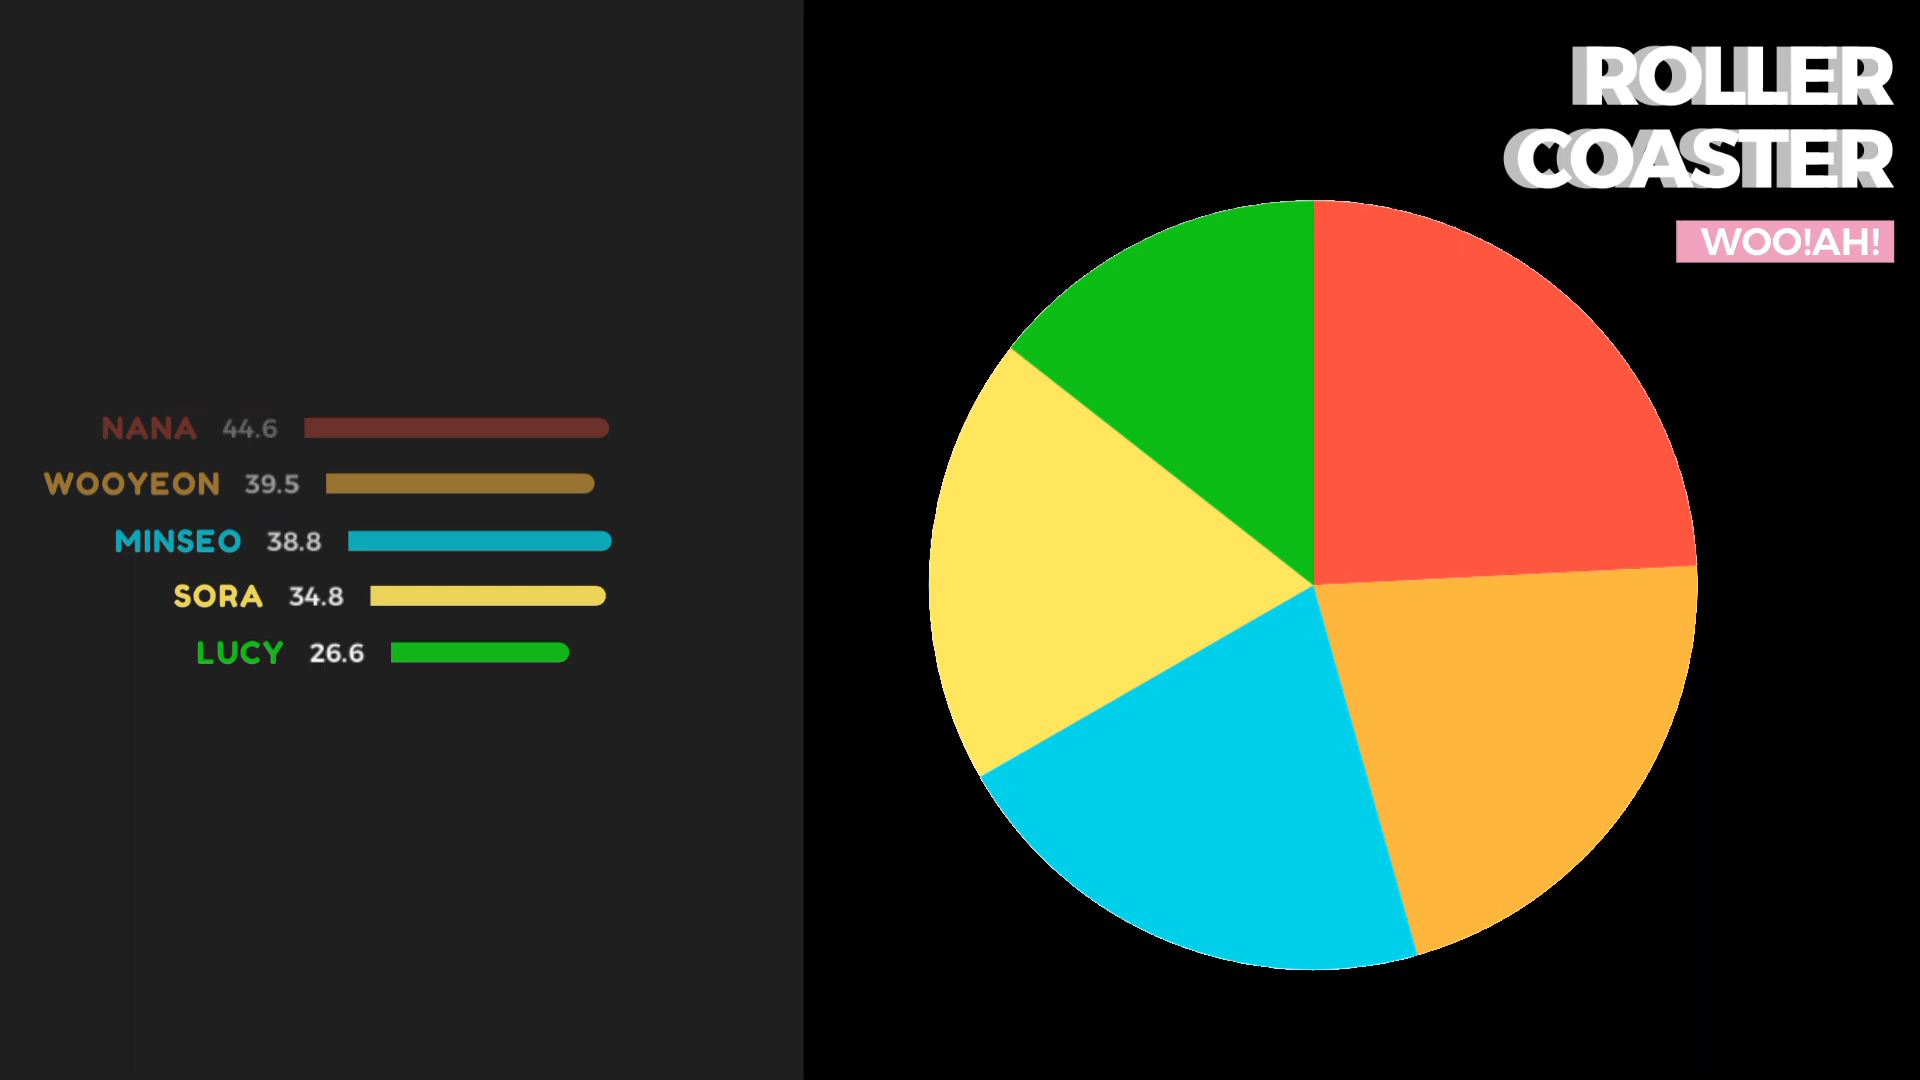 ROLLER
COASTER
WOO!AH!
NANA 44.6
WOOYEON 39.5
MINSEO 38.8
SORA 34.8
LUCY 26.6